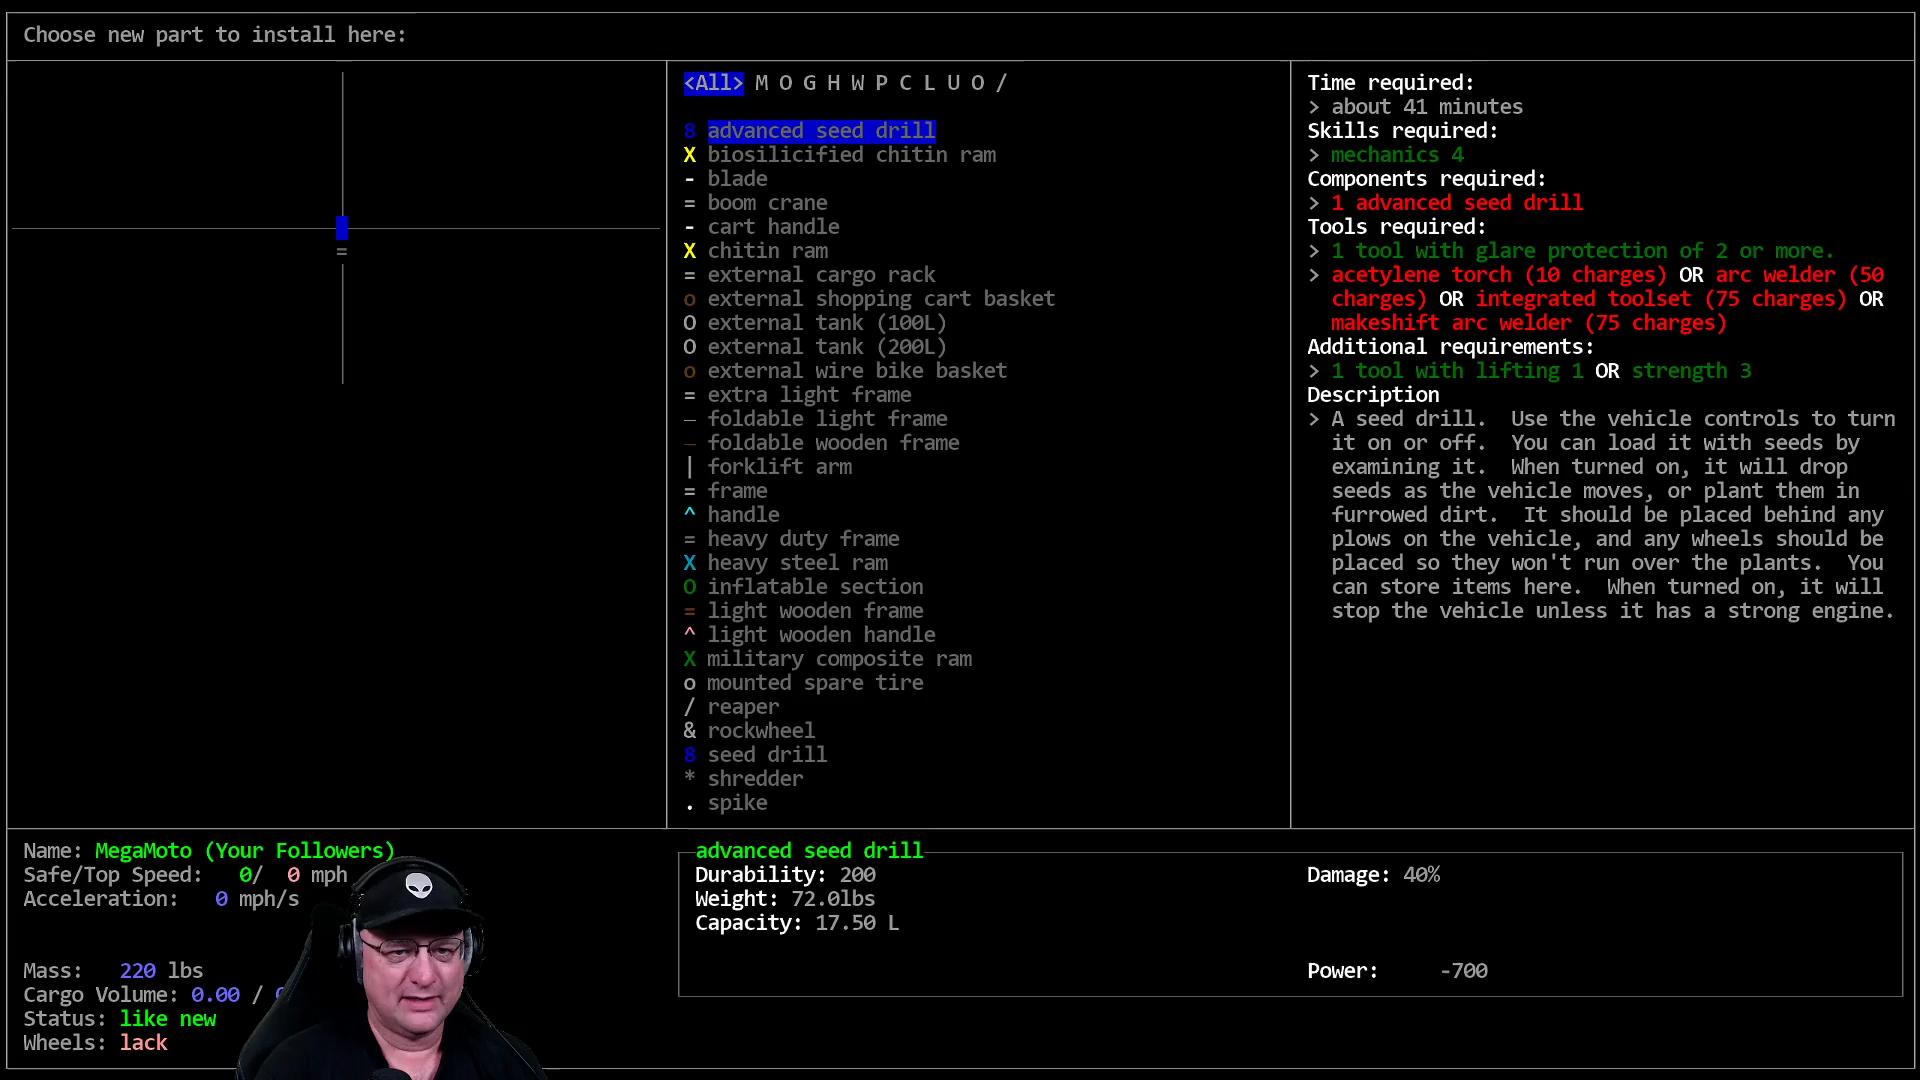 Choose new part to install here:
<All> M O G H W P C L U O /
8 advanced seed drill
X biosilicified chitin ram
- blade
= boom crane
- cart handle
X chitin ram
= external cargo rack
o external shopping cart basket
O external tank (100L)
O external tank (200L)
o external wire bike basket
= extra light frame
— foldable light frame
— foldable wooden frame
| forklift arm
= frame
^ handle
= heavy duty frame
X heavy steel ram
O inflatable section
= light wooden frame
^ light wooden handle
X military composite ram
o mounted spare tire
/ reaper
& rockwheel
8 seed drill
* shredder
. spike
=
Time required:
> about 41 minutes
Skills required:
> mechanics 4
Components required:
> 1 advanced seed drill
Tools required:
> 1 tool with glare protection of 2 or more.
> acetylene torch (10 charges) OR arc welder (50
charges) OR integrated toolset (75 charges) OR
makeshift arc welder (75 charges)
Additional requirements:
> 1 tool with lifting 1 OR strength 3
Description
> A seed drill.  Use the vehicle controls to turn
it on or off.  You can load it with seeds by
examining it.  When turned on, it will drop
seeds as the vehicle moves, or plant them in
furrowed dirt.  It should be placed behind any
plows on the vehicle, and any wheels should be
placed so they won't run over the plants.  You
can store items here.  When turned on, it will
stop the vehicle unless it has a strong engine.
Name: MegaMoto (Your Followers)
Safe/Top Speed:   0/  0 mph
Acceleration:   0 mph/s
Mass:   220 lbs
Cargo Volume: 0.00 /
Status: like new
Wheels: lack
advanced seed drill
Durability: 200
Weight: 72.0lbs
Capacity: 17.50 L
Damage: 40%
Power:     -700